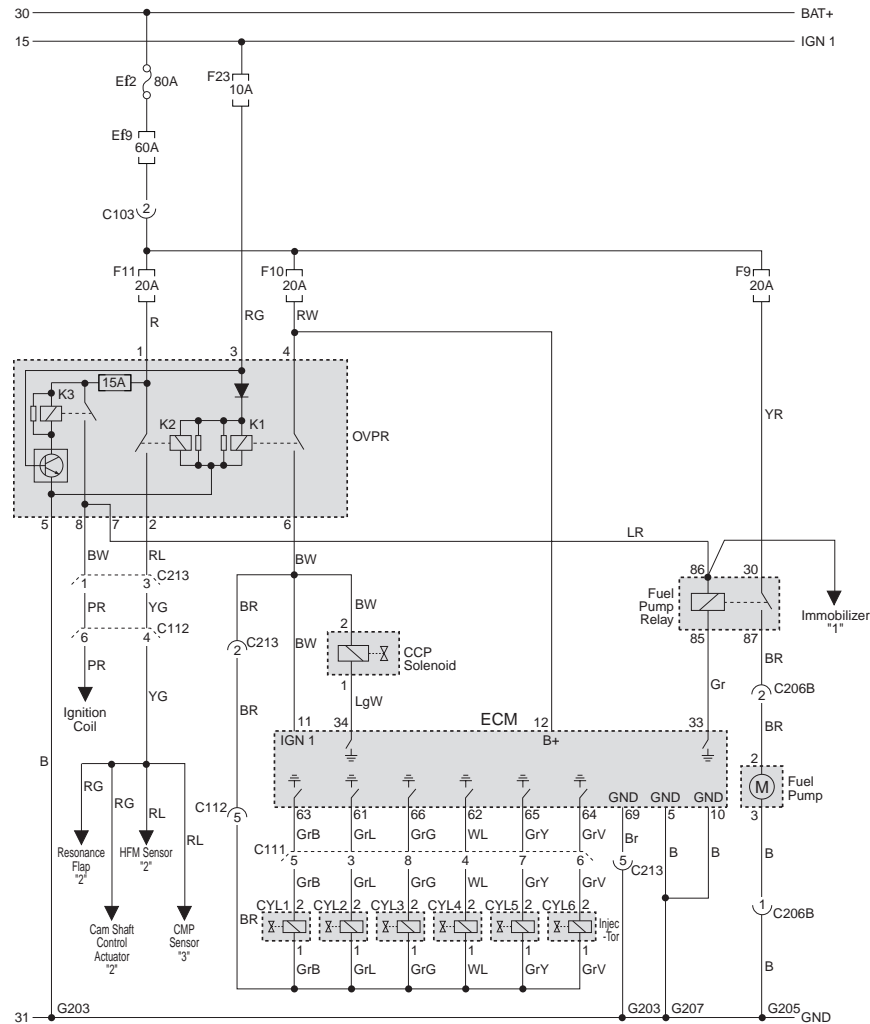 30 BAT+
15 IGN 1
Ef2 80A
F23 10A
Ef9 60A
C103 2
F11 20A
F10 20A
F9 20A
R RG RW
1 3 4
15A
K3 K2 K1
OVPR
YR
5 8 7 2 6
LR
BW RL BW
86 30
Fuel
Pump
Relay
85 87
Immobilizer
"1"
1 3 C213
BR BW
PR YG
6 4 C112
2 C213
BW
2
CCP
Solenoid
1
PR
Ignition
Coil
YG
BR
LgW
Gr
BR
2 C206B
BR
11 34 ECM 12 33
IGN 1 B+
B
2
M
Fuel
Pump
3
RG RG RL RL
C112 5
GND GND GND
63 61 66 62 65 64 69 5 10
GrB GrL GrG WL GrY GrV Br B B B
Resonance
Flap
"2"
HFM Sensor
"2"
C111 5 3 8 4 7 6
5 C213
GrB GrL GrG WL GrY GrV
1 C206B
Cam Shaft
Control
Actuator
"2"
CMP
Sensor
"3"
BR
CYL1 2 CYL2 2 CYL3 2 CYL4 2 CYL5 2 CYL6 2
Injec
-Tor
1 1 1 1 1 1
GrB GrL GrG WL GrY GrV
B
31 G203 G203 G207 G205 GND